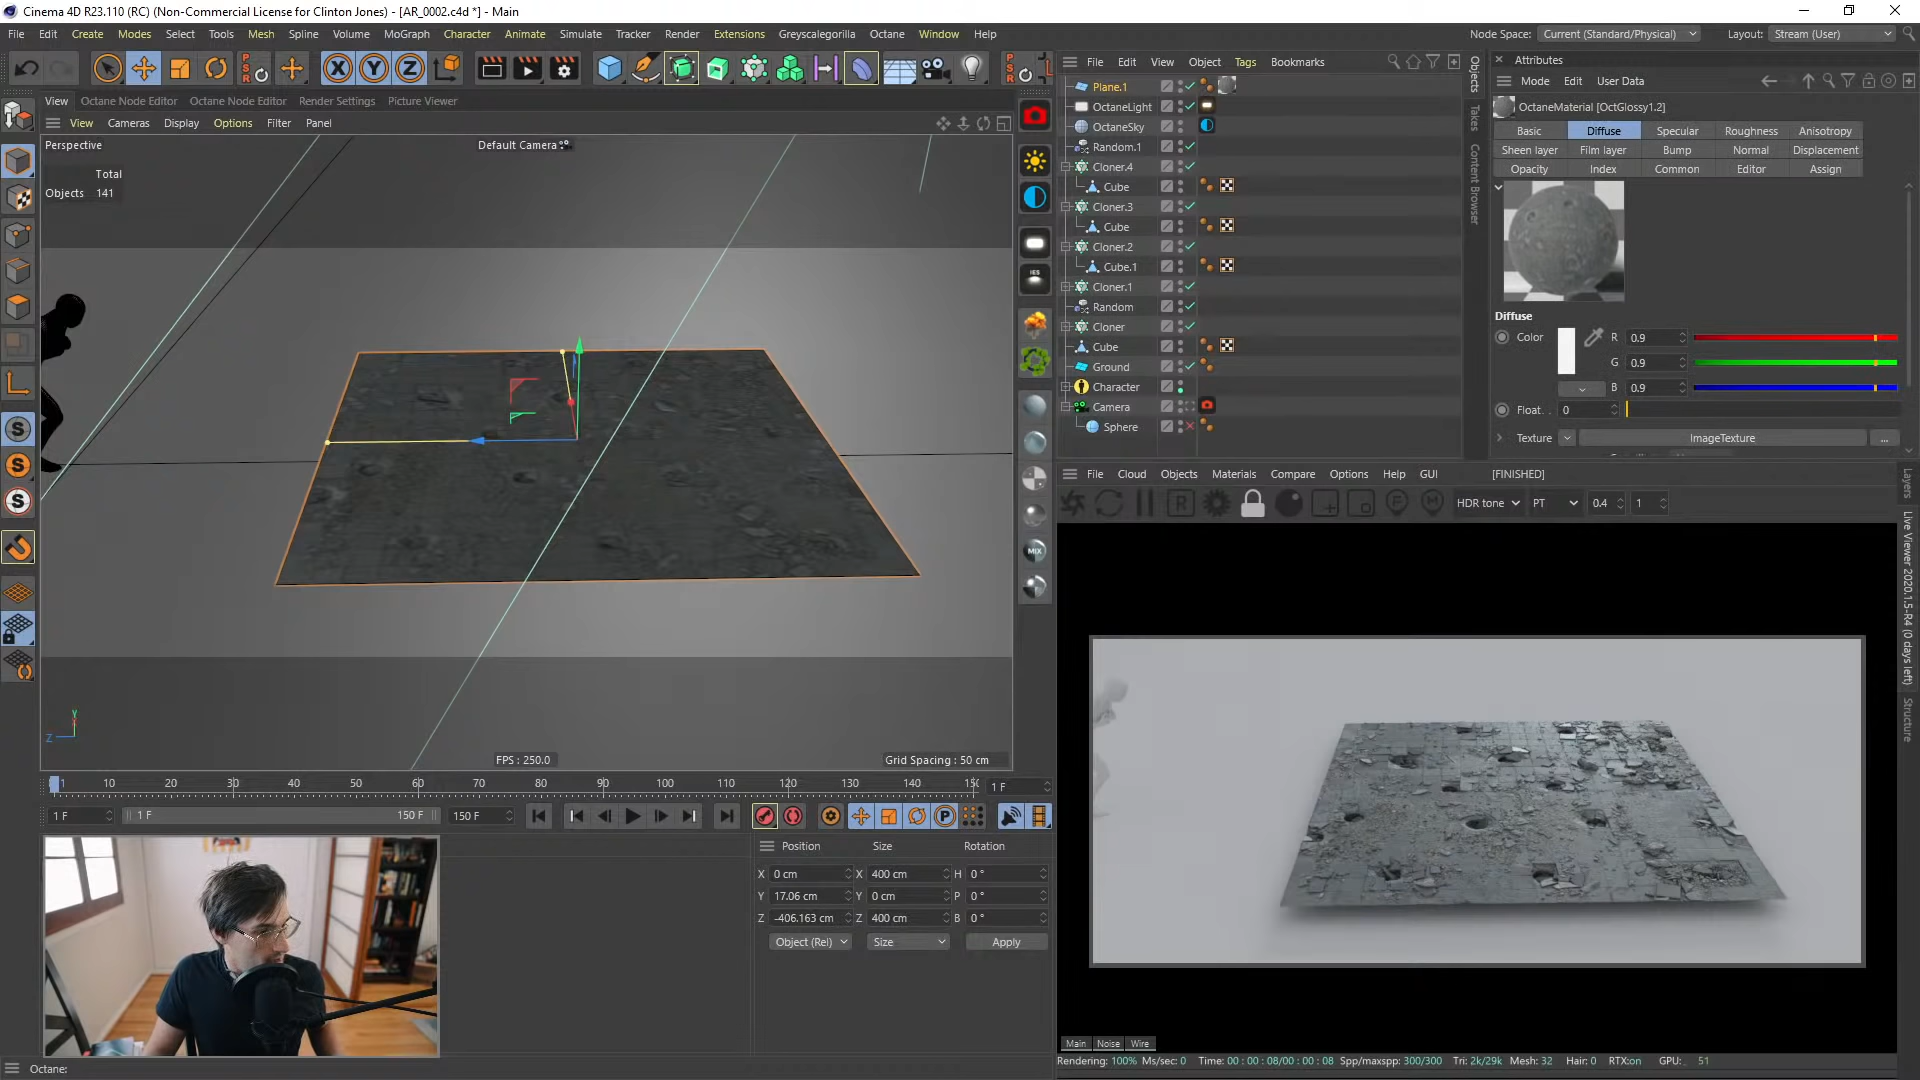 Cinema 4D R23.110 (RC) (Non-Commercial License for Clinton Jones) - [AR_0002.c4d *] - Main
File Edit Create Modes Select Tools Mesh Spline Volume MoGraph Character Animate Simulate Tracker Render Extensions Greyscalegorilla Octane Window Help
Node Space: Current (Standard/Physical) Layout: Stream (User)
PSR X Y Z PSR
View Octane Node Editor Octane Node Editor Render Settings Picture Viewer
View Cameras Display Options Filter Panel
Perspective
Default Camera
Total
Objects 141
IES
MIX
S
S
S
Y
Z
FPS : 250.0
Grid Spacing : 50 cm
File Edit View Object Tags Bookmarks
Plane.1
OctaneLight
OctaneSky
Random.1
Cloner.4
Cube
Cloner.3
Cube
Cloner.2
Cube.1
Cloner.1
Random
Cloner
Cube
Ground
Character
Camera
Sphere
Objects
Takes
Content Browser
Attributes
Mode Edit User Data
OctaneMaterial [OctGlossy1.2]
Basic Diffuse Specular Roughness Anisotropy
Sheen layer Film layer Bump Normal Displacement
Opacity Index Common Editor Assign
Diffuse
Color R 0.9
G 0.9
B 0.9
Float. . 0
Texture ImageTexture ...
File Cloud Objects Materials Compare Options Help GUI [FINISHED]
R F M HDR tone PT 0.4 1
Layers
Live Viewer 2020.1.5-R4 (0 days left)
Structure
Main Noise Wire
Rendering: 100% Ms/sec: 0 Time: 00 : 00 : 08/00 : 00 : 08 Spp/maxspp: 300/300 Tri: 2k/29k Mesh: 32 Hair: 0 RTX:on GPU: 51
1 10 20 30 40 50 60 70 80 90 100 110 120 130 140 1 F
1 F 1 F 150 F 150 F P
Position Size Rotation
X 0 cm X 400 cm H 0 °
Y 17.06 cm Y 0 cm P 0 °
Z -406.163 cm Z 400 cm B 0 °
Object (Rel) Size Apply
Octane: